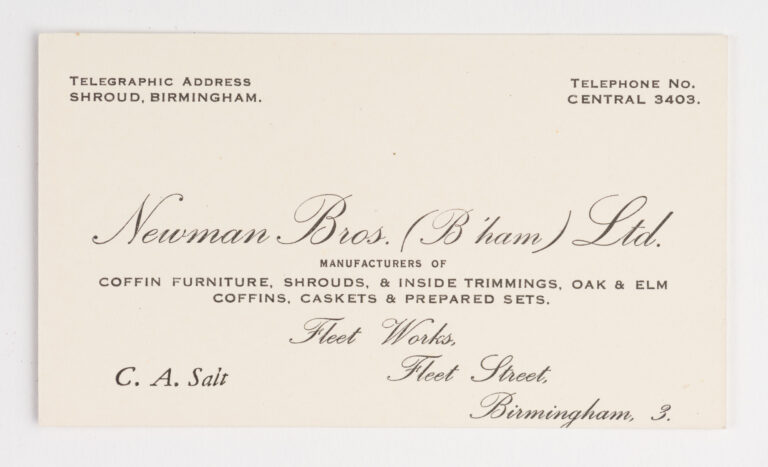 Telegraphic Address
SHROUD, BIRMINGHAM.
Telephone No.
CENTRAL 3403.
Newman Bros. (B'ham) Ltd.
MANUFACTURERS OF
COFFIN FURNITURE, SHROUDS, & INSIDE TRIMMINGS, OAK & ELM
COFFINS, CASKETS & PREPARED SETS.
Fleet Works,
C. A. Salt
Fleet Street,
Birmingham, 3.